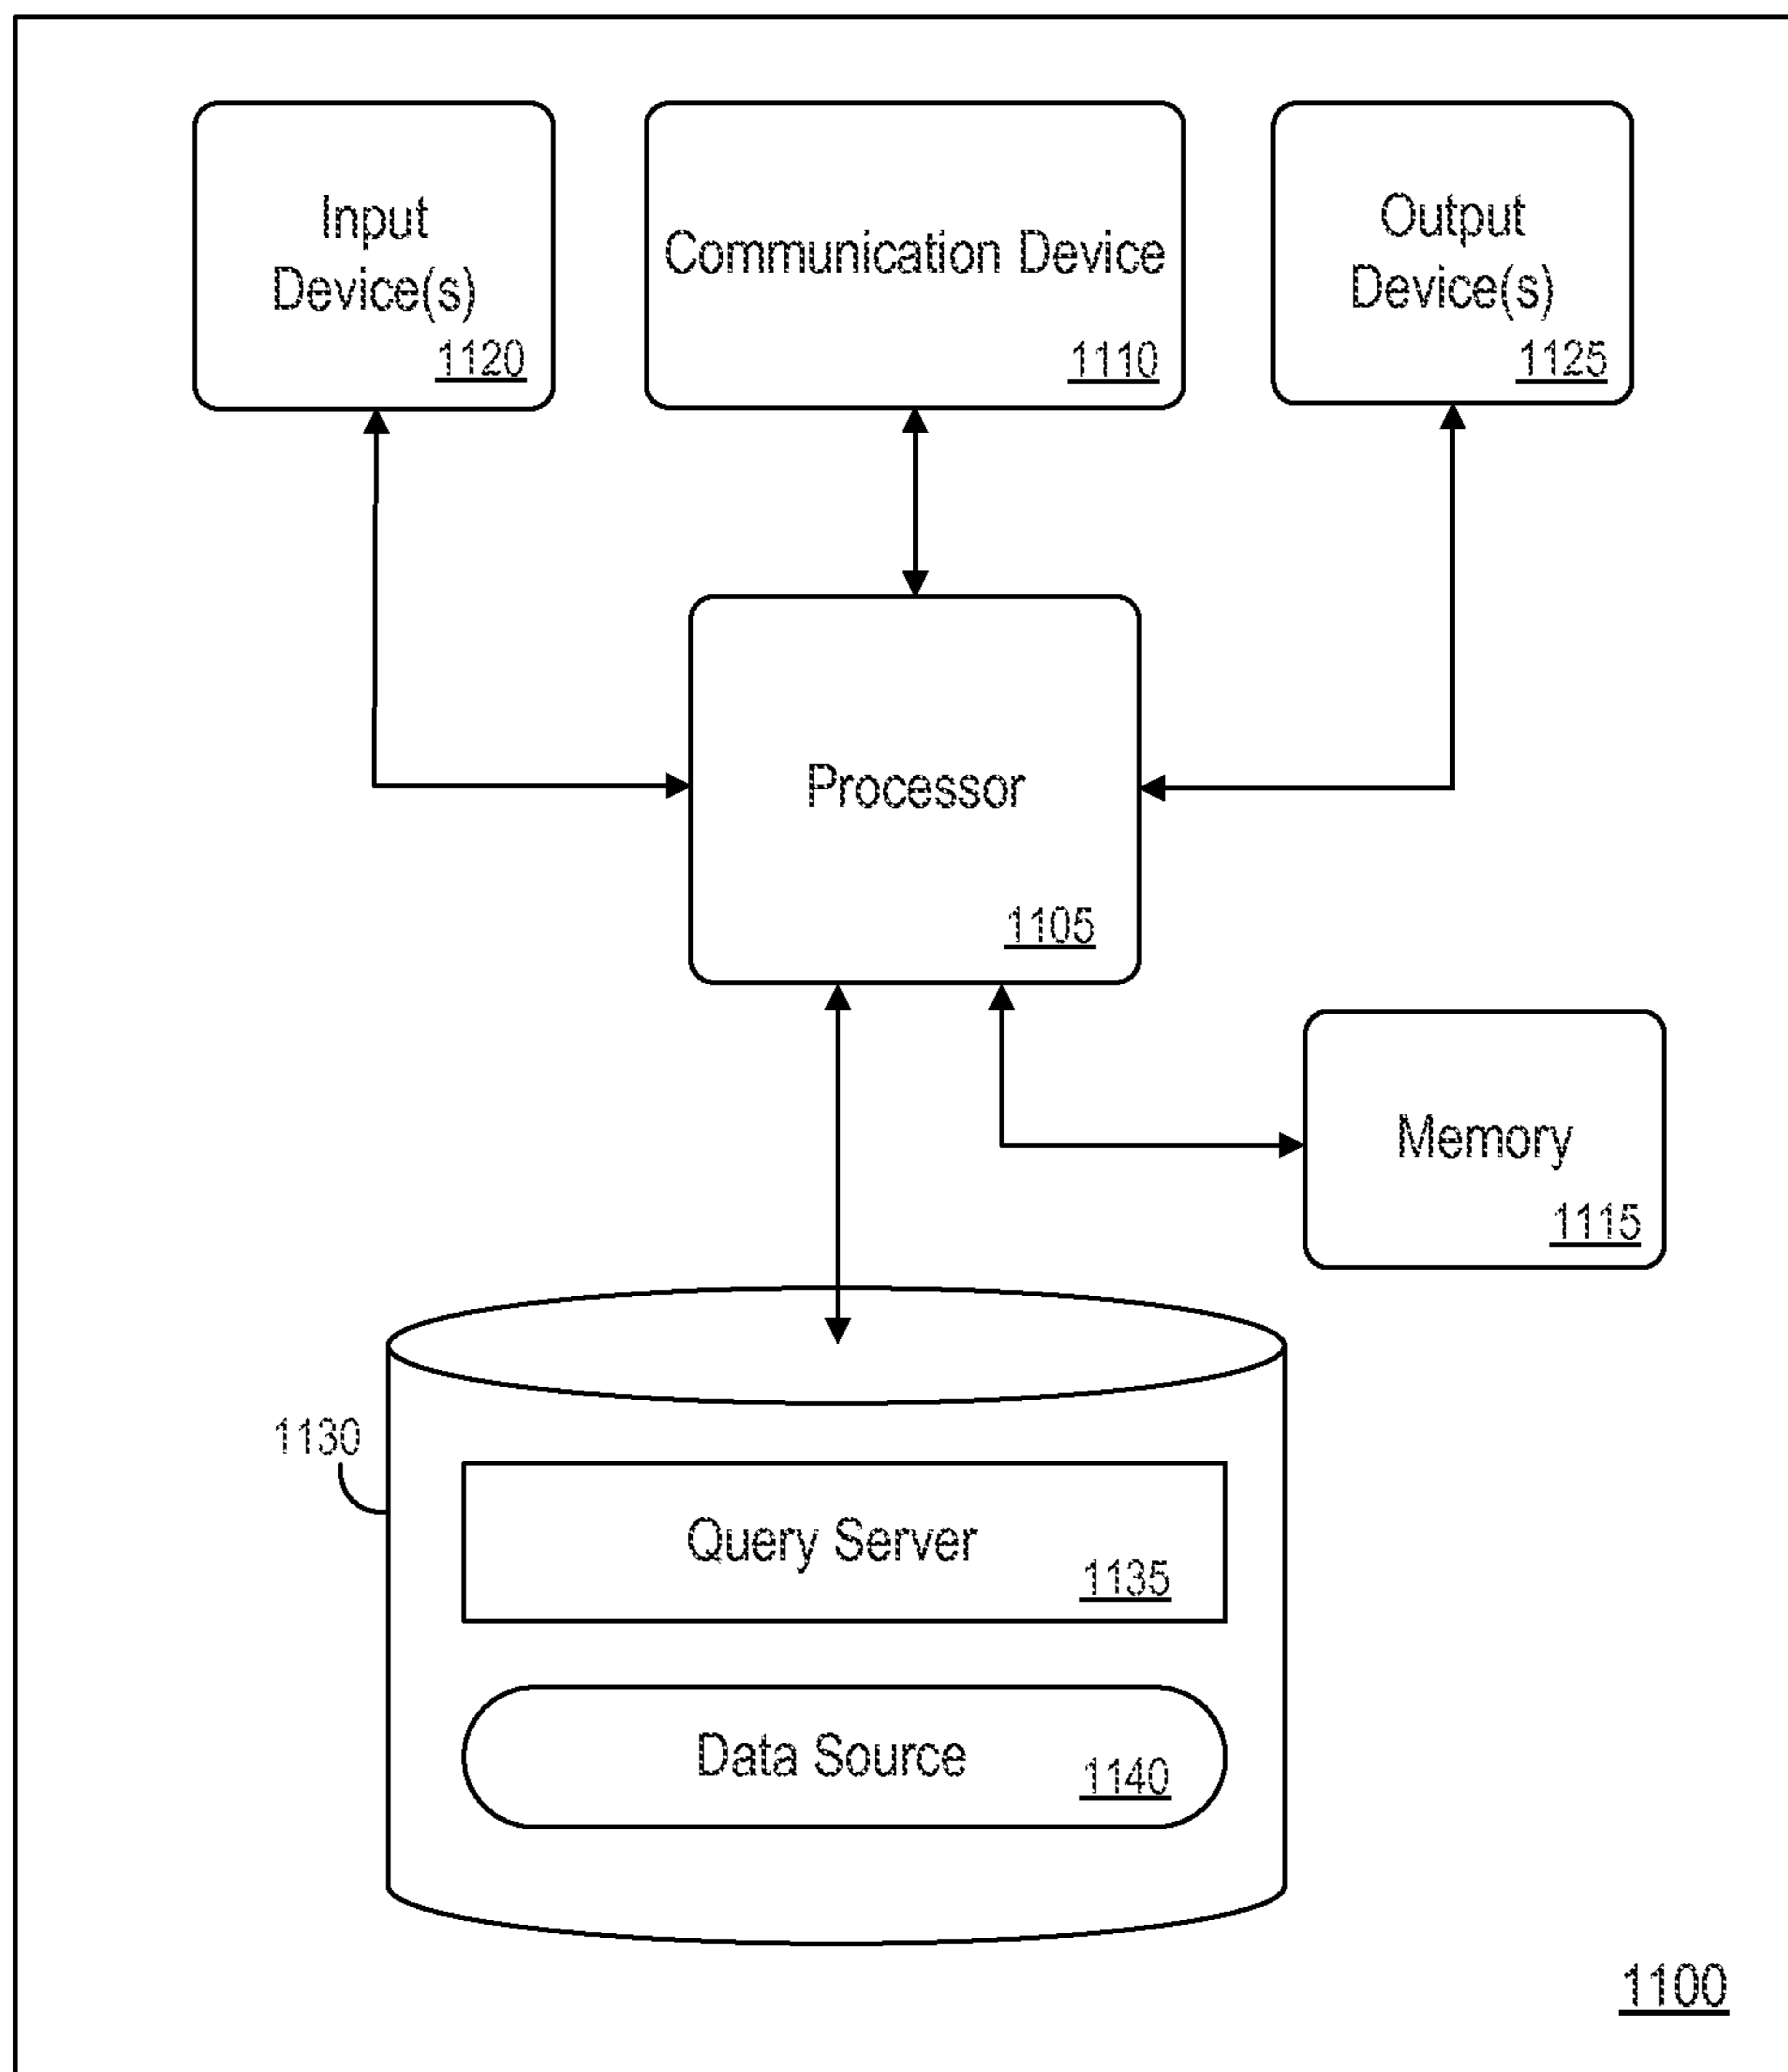 Input
Device(s)
1120
Communication Device
1110
Output
Device(s)
1125
Processor
1105
Memory
1115
1130
Query Server
1135
Data Source
1140
1100